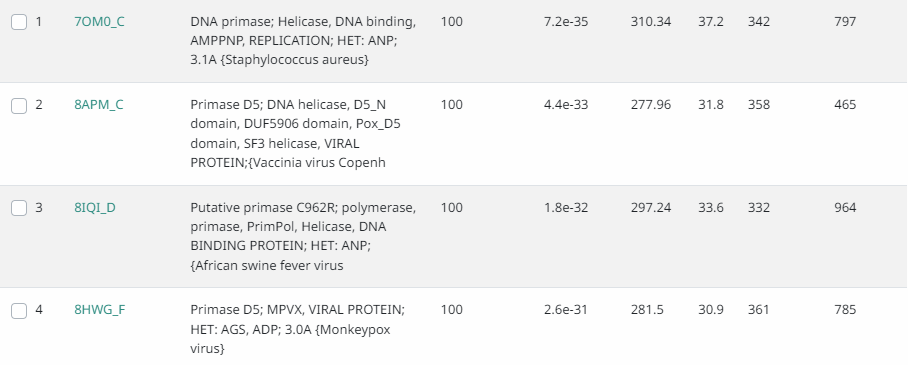 1 7OM0_C DNA primase; Helicase, DNA binding, 100 7.2e-35 310.34 37.2 342 797
AMPPNP, REPLICATION; HET: ANP;
3.1A {Staphylococcus aureus}
2 8APM_C Primase D5; DNA helicase, D5_N 100 4.4e-33 277.96 31.8 358 465
domain, DUF5906 domain, Pox_D5
domain, SF3 helicase, VIRAL
PROTEIN;{Vaccinia virus Copenh
3 8IQI_D Putative primase C962R; polymerase, 100 1.8e-32 297.24 33.6 332 964
primase, PrimPol, Helicase, DNA
BINDING PROTEIN; HET: ANP;
{African swine fever virus
4 8HWG_F Primase D5; MPVX, VIRAL PROTEIN; 100 2.6e-31 281.5 30.9 361 785
HET: AGS, ADP; 3.0A {Monkeypox
virus}